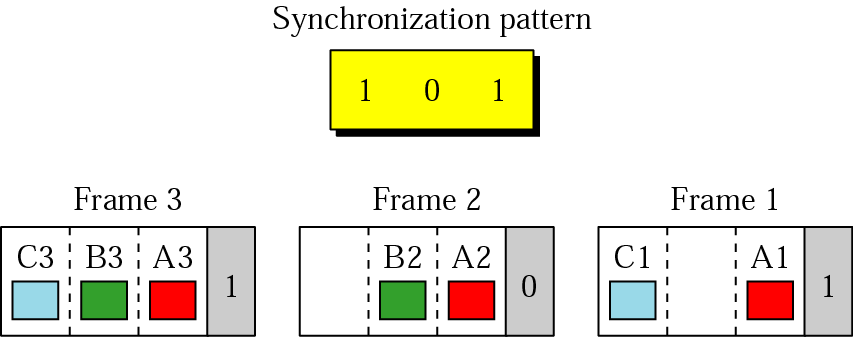 Synchronization pattern
1 0 1
Frame 3 Frame 2 Frame 1
C3 B3 A3 1 B2 A2 0 C1 A1 1